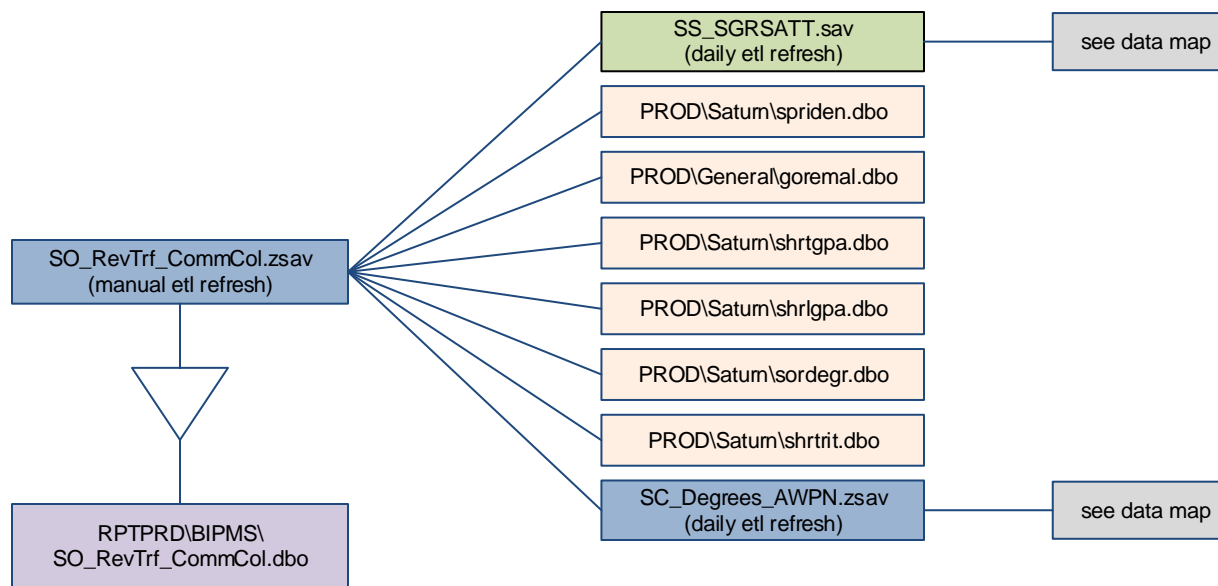 SS_SGRSATT.sav
(daily etl refresh)
see data map
PROD\Saturn\spriden.dbo
PROD\General\goremal.dbo
PROD\Saturn\shrtgpa.dbo
SO_RevTrf_CommCol.zsav
(manual etl refresh)
PROD\Saturn\shrlgpa.dbo
PROD\Saturn\sordegr.dbo
PROD\Saturn\shrtrit.dbo
SC_Degrees_AWPN.zsav
(daily etl refresh)
see data map
RPTPRD\BIPMS\
SO_RevTrf_CommCol.dbo